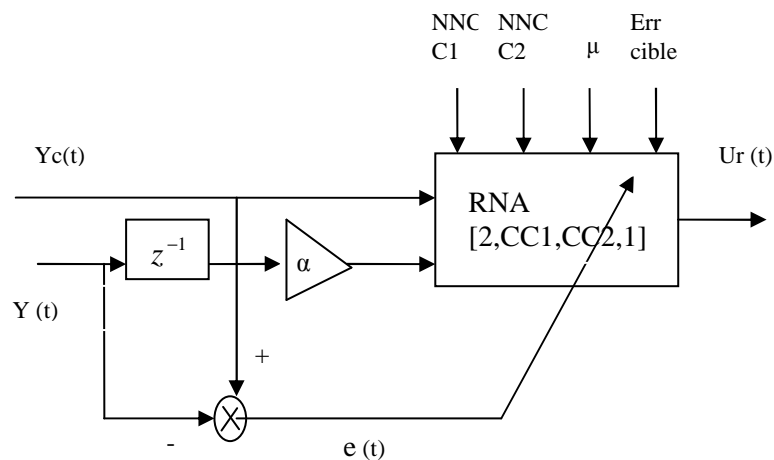 NNC
C1
NNC
C2
μ
Err
cible
Yc(t)
Ur (t)
RNA
[2,CC1,CC2,1]
z⁻¹
α
Y (t)
+
-
e (t)